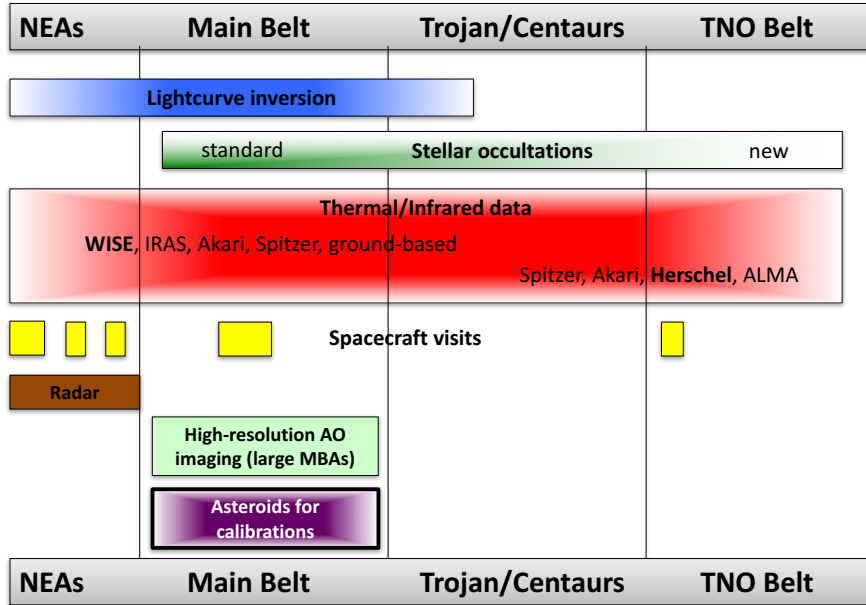 NEAs Main Belt Trojan/Centaurs TNO Belt
Lightcurve inversion
standard Stellar occultations new
Thermal/Infrared data
WISE, IRAS, Akari, Spitzer, ground-based
Spitzer, Akari, Herschel, ALMA
Spacecraft visits
Radar
High-resolution AO
imaging (large MBAs)
Asteroids for
calibrations
NEAs Main Belt Trojan/Centaurs TNO Belt